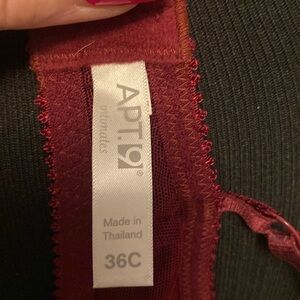 APT. 9®
intimates
Made in
Thailand
36C